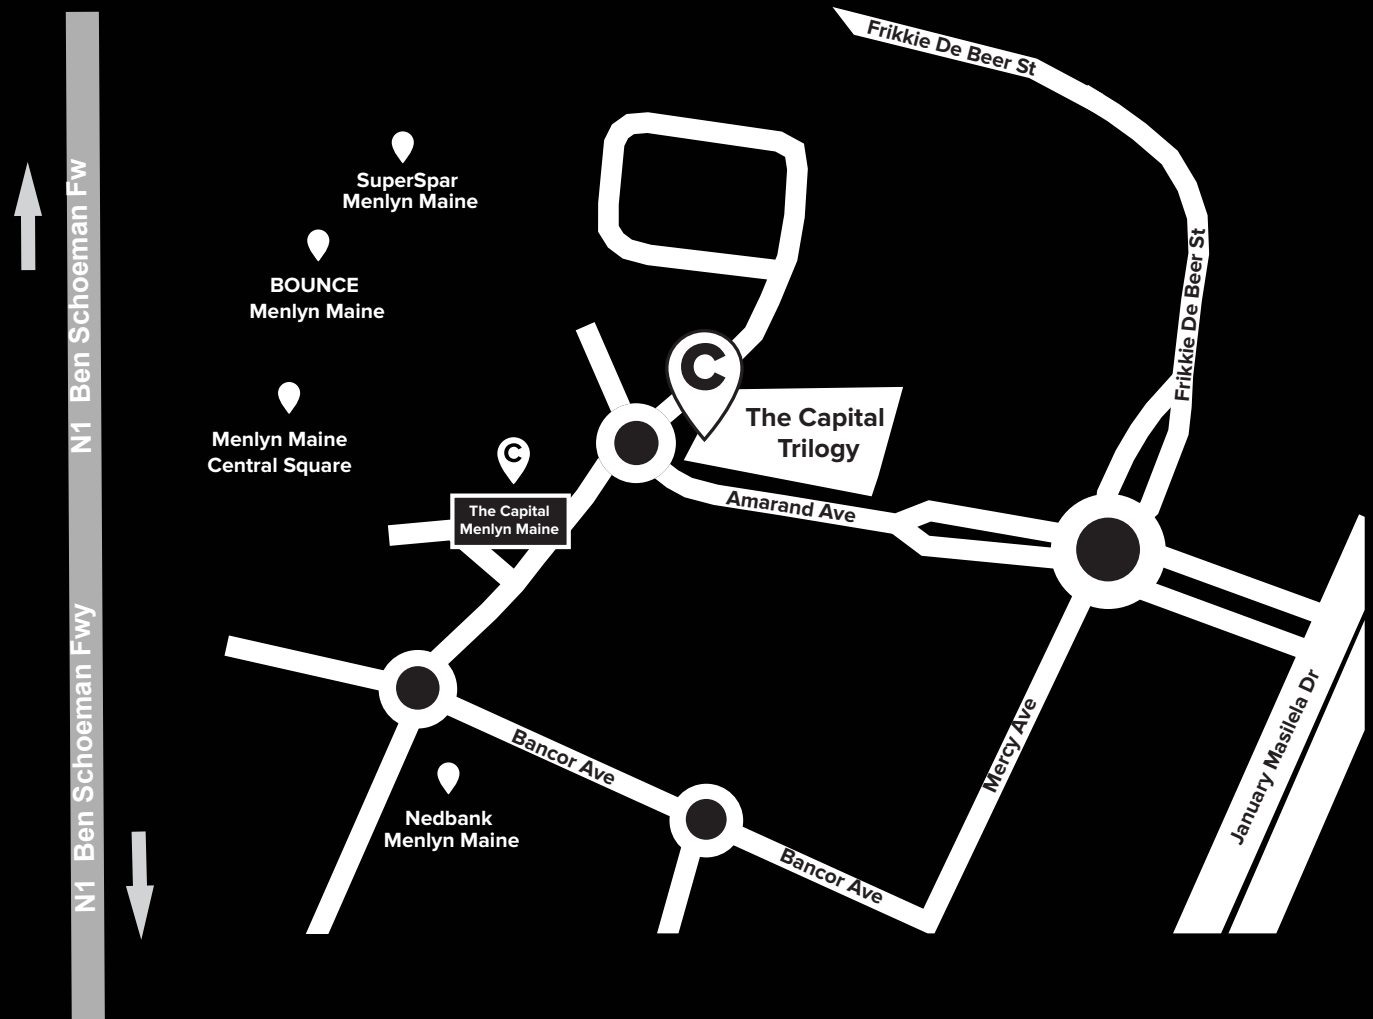 Frikkie De Beer St
N1 Ben Schoeman Fw
SuperSpar
Menlyn Maine
BOUNCE
Menlyn Maine
Frikkie De Beer St
C
The Capital
Trilogy
Menlyn Maine
Central Square
C
The Capital
Menlyn Maine
Amarand Ave
N1 Ben Schoeman Fwy
Bancor Ave
Mercy Ave
January Masilela Dr
Nedbank
Menlyn Maine
Bancor Ave